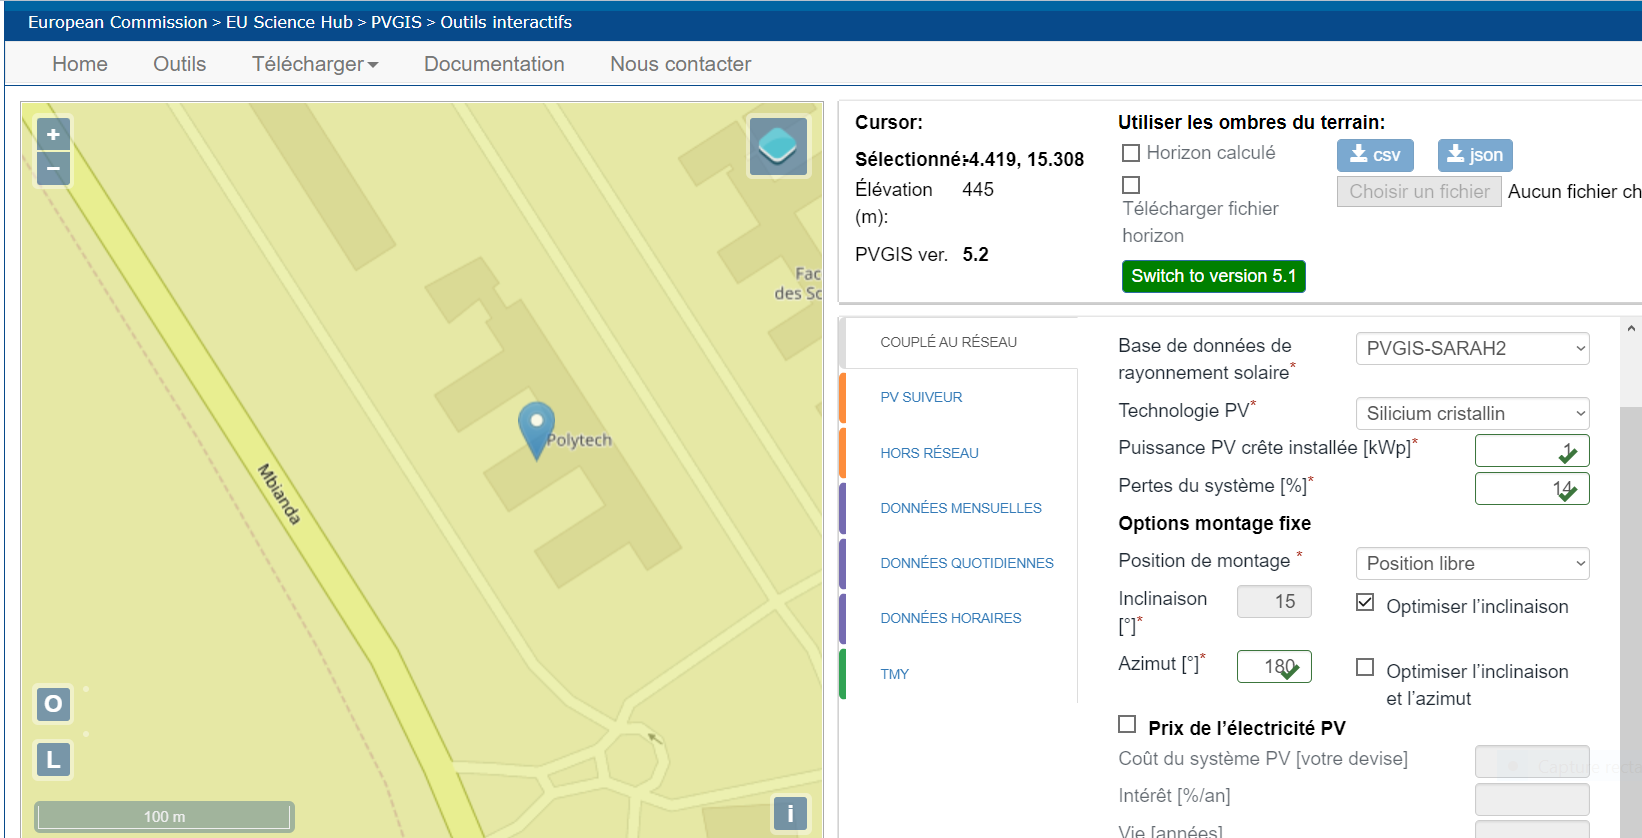 European Commission > EU Science Hub > PVGIS > Outils interactifs
Home Outils Télécharger Documentation Nous contacter
+
−
Fac
des Sc
Polytech
Mbianda
O
L
100 m
i
Cursor:
Sélectionné:-4.419, 15.308
Élévation 445
(m):
PVGIS ver. 5.2
Utiliser les ombres du terrain:
Horizon calculé
csv json
Télécharger fichier
horizon
Choisir un fichier Aucun fichier ch
Switch to version 5.1
COUPLÉ AU RÉSEAU
PV SUIVEUR
HORS RÉSEAU
DONNÉES MENSUELLES
DONNÉES QUOTIDIENNES
DONNÉES HORAIRES
TMY
Base de données de
rayonnement solaire* PVGIS-SARAH2
Technologie PV* Silicium cristallin
Puissance PV crête installée [kWp]* 1
Pertes du système [%]* 14
Options montage fixe
Position de montage * Position libre
Inclinaison
[°]* 15 Optimiser l'inclinaison
Azimut [°]* 180 Optimiser l'inclinaison
et l'azimut
Prix de l'électricité PV
Coût du système PV [votre devise]
Intérêt [%/an]
Vie [années]